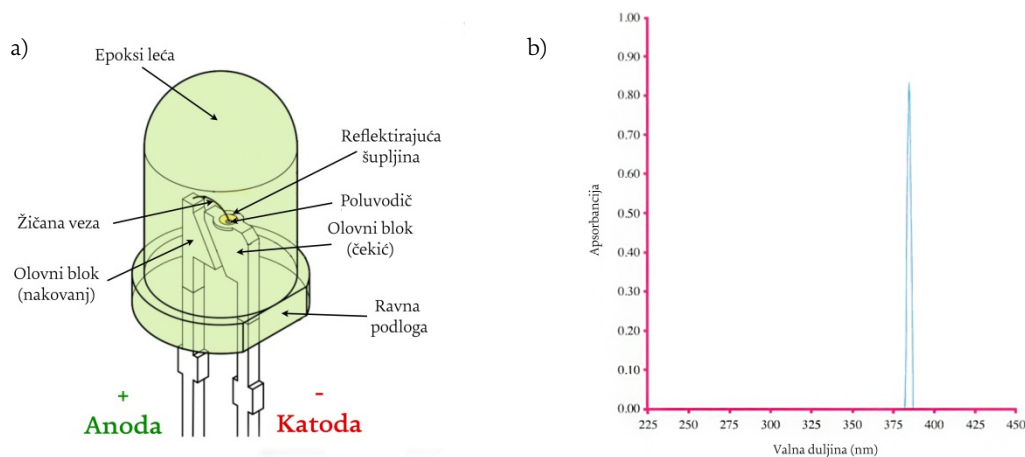 a)
Epoksi leća
Reflektirajuća
šupljina
Poluvodič
Žičana veza
Olovni blok
(čekić)
Olovni blok
(nakovanj)
Ravna
podloga
+
Anoda
-
Katoda
b)
Apsorbancija
1.00
0.90
0.80
0.70
0.60
0.50
0.40
0.30
0.20
0.10
0.00
225 250 275 300 325 350 375 400 425 450
Valna duljina (nm)